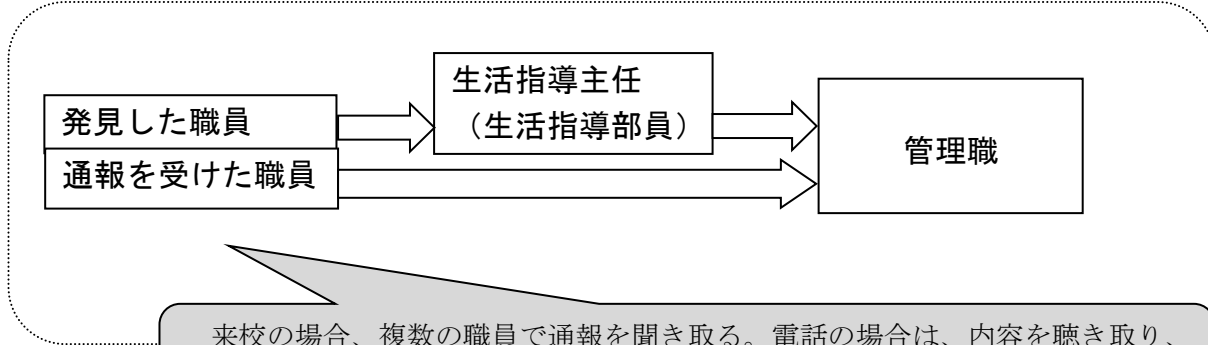 発見した職員
通報を受けた職員
生活指導主任
（生活指導部員）
管理職
来校の場合、複数の職員で通報を聞き取る。電話の場合は、内容を聴き取り、